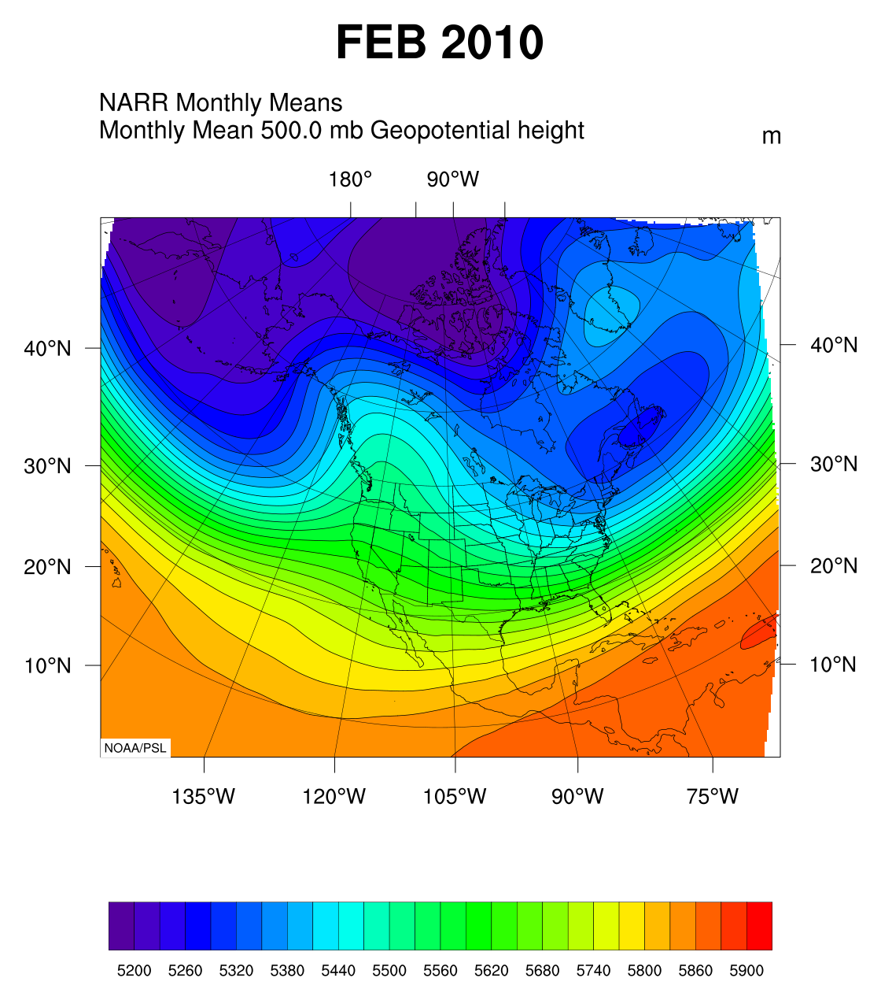 FEB 2010
NARR Monthly Means
Monthly Mean 500.0 mb Geopotential height
m
180° 90°W
40°N 40°N
30°N 30°N
20°N 20°N
10°N 10°N
NOAA/PSL
135°W 120°W 105°W 90°W 75°W
5200 5260 5320 5380 5440 5500 5560 5620 5680 5740 5800 5860 5900